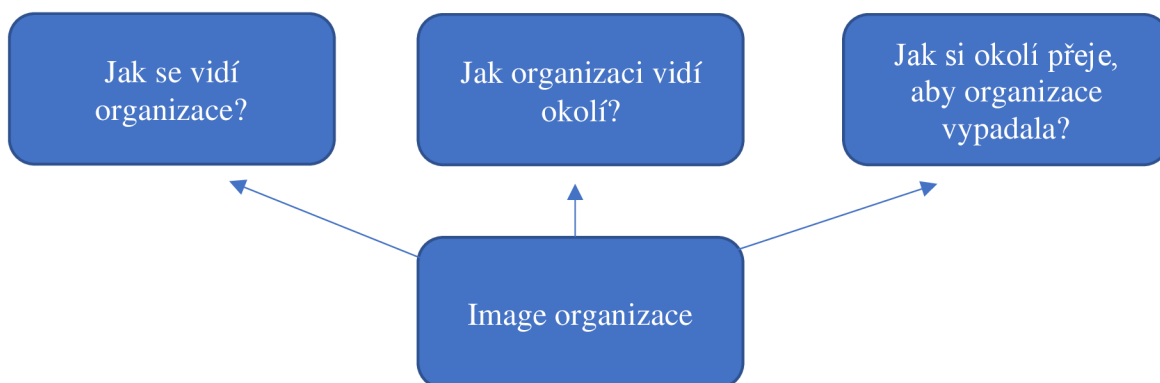 Jak se vidí
organizace?
Jak organizaci vidí
okolí?
Jak si okolí přeje,
aby organizace
vypadala?
Image organizace